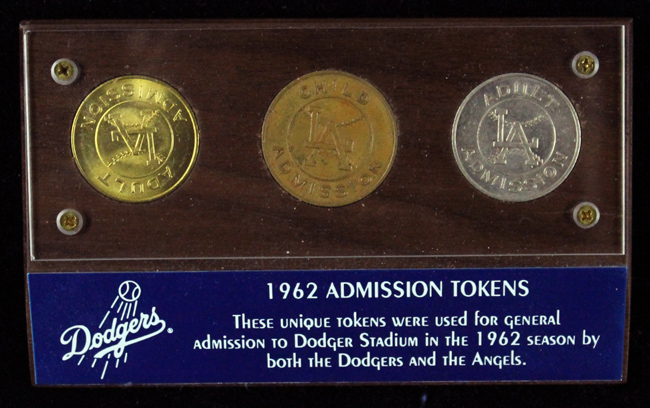 ADULT
ADMISSION
LA
CHILD
ADMISSION
LA
ADULT
ADMISSION
LA
Dodgers®
1962 ADMISSION TOKENS
THESE UNIQUE TOKENS WERE USED FOR GENERAL
ADMISSION TO DODGER STADIUM IN THE 1962 SEASON BY
BOTH THE DODGERS AND THE ANGELS.